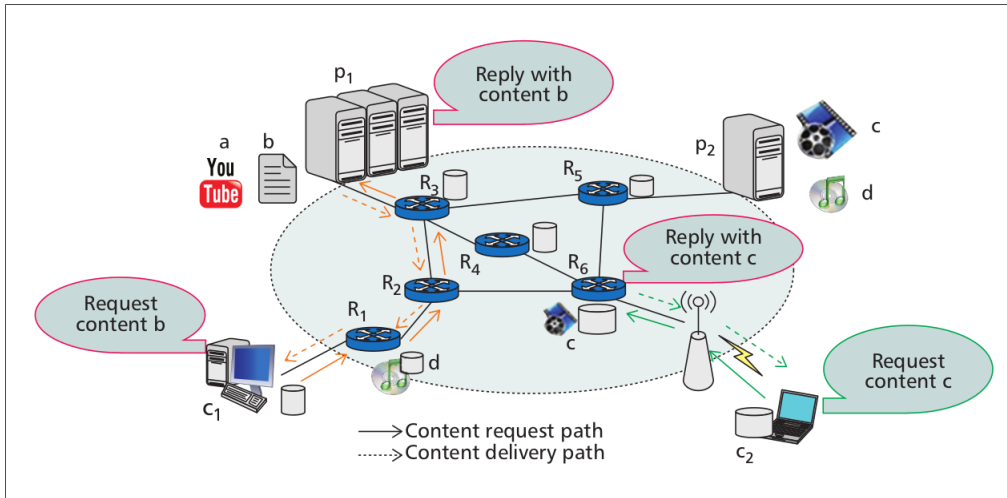 p1
Reply with
content b
a
b
You
Tube
p2
c
d
R3
R5
R4
R6
Reply with
content c
R2
Request
content b
R1
c
d
c1
Request
content c
c2
Content request path
Content delivery path